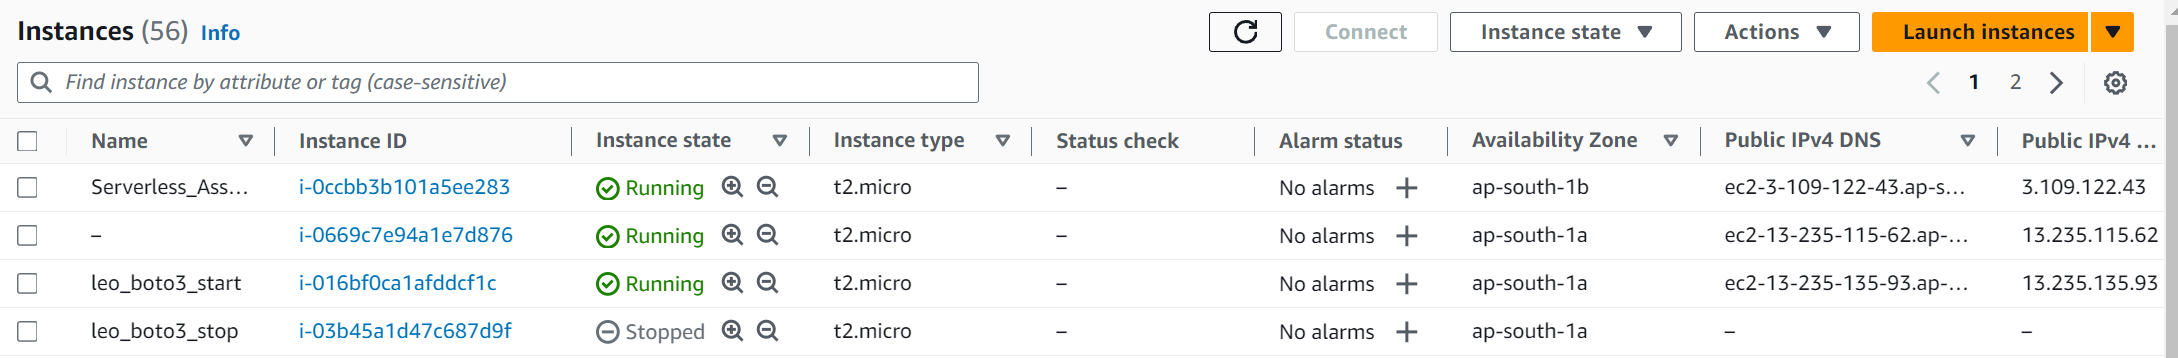 Instances (56) Info Connect Instance state Actions Launch instances
Find instance by attribute or tag (case-sensitive) 1 2
Name Instance ID Instance state Instance type Status check Alarm status Availability Zone Public IPv4 DNS Public IPv4 ...
Serverless_Ass... i-0ccbb3b101a5ee283 Running t2.micro – No alarms + ap-south-1b ec2-3-109-122-43.ap-s... 3.109.122.43
– i-0669c7e94a1e7d876 Running t2.micro – No alarms + ap-south-1a ec2-13-235-115-62.ap-... 13.235.115.62
leo_boto3_start i-016bf0ca1afddcf1c Running t2.micro – No alarms + ap-south-1a ec2-13-235-135-93.ap-... 13.235.135.93
leo_boto3_stop i-03b45a1d47c687d9f Stopped t2.micro – No alarms + ap-south-1a – –